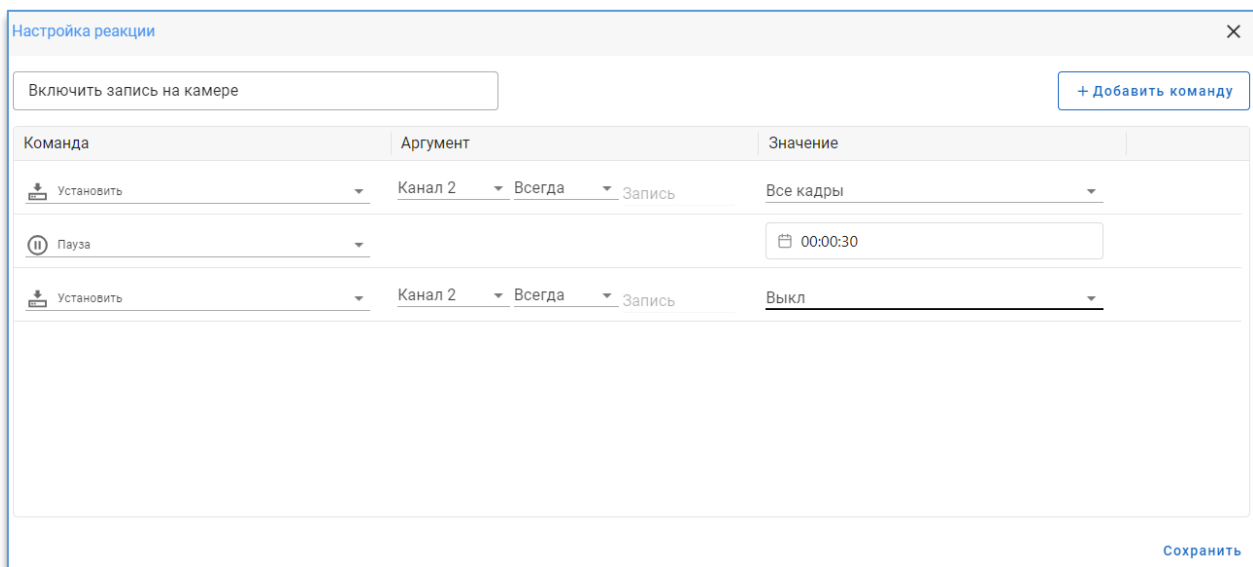 Настройка реакции
Включить запись на камере
+ Добавить команду
Команда Аргумент Значение
Установить Канал 2 Всегда Запись Все кадры
Пауза 00:00:30
Установить Канал 2 Всегда Запись Выкл
Сохранить